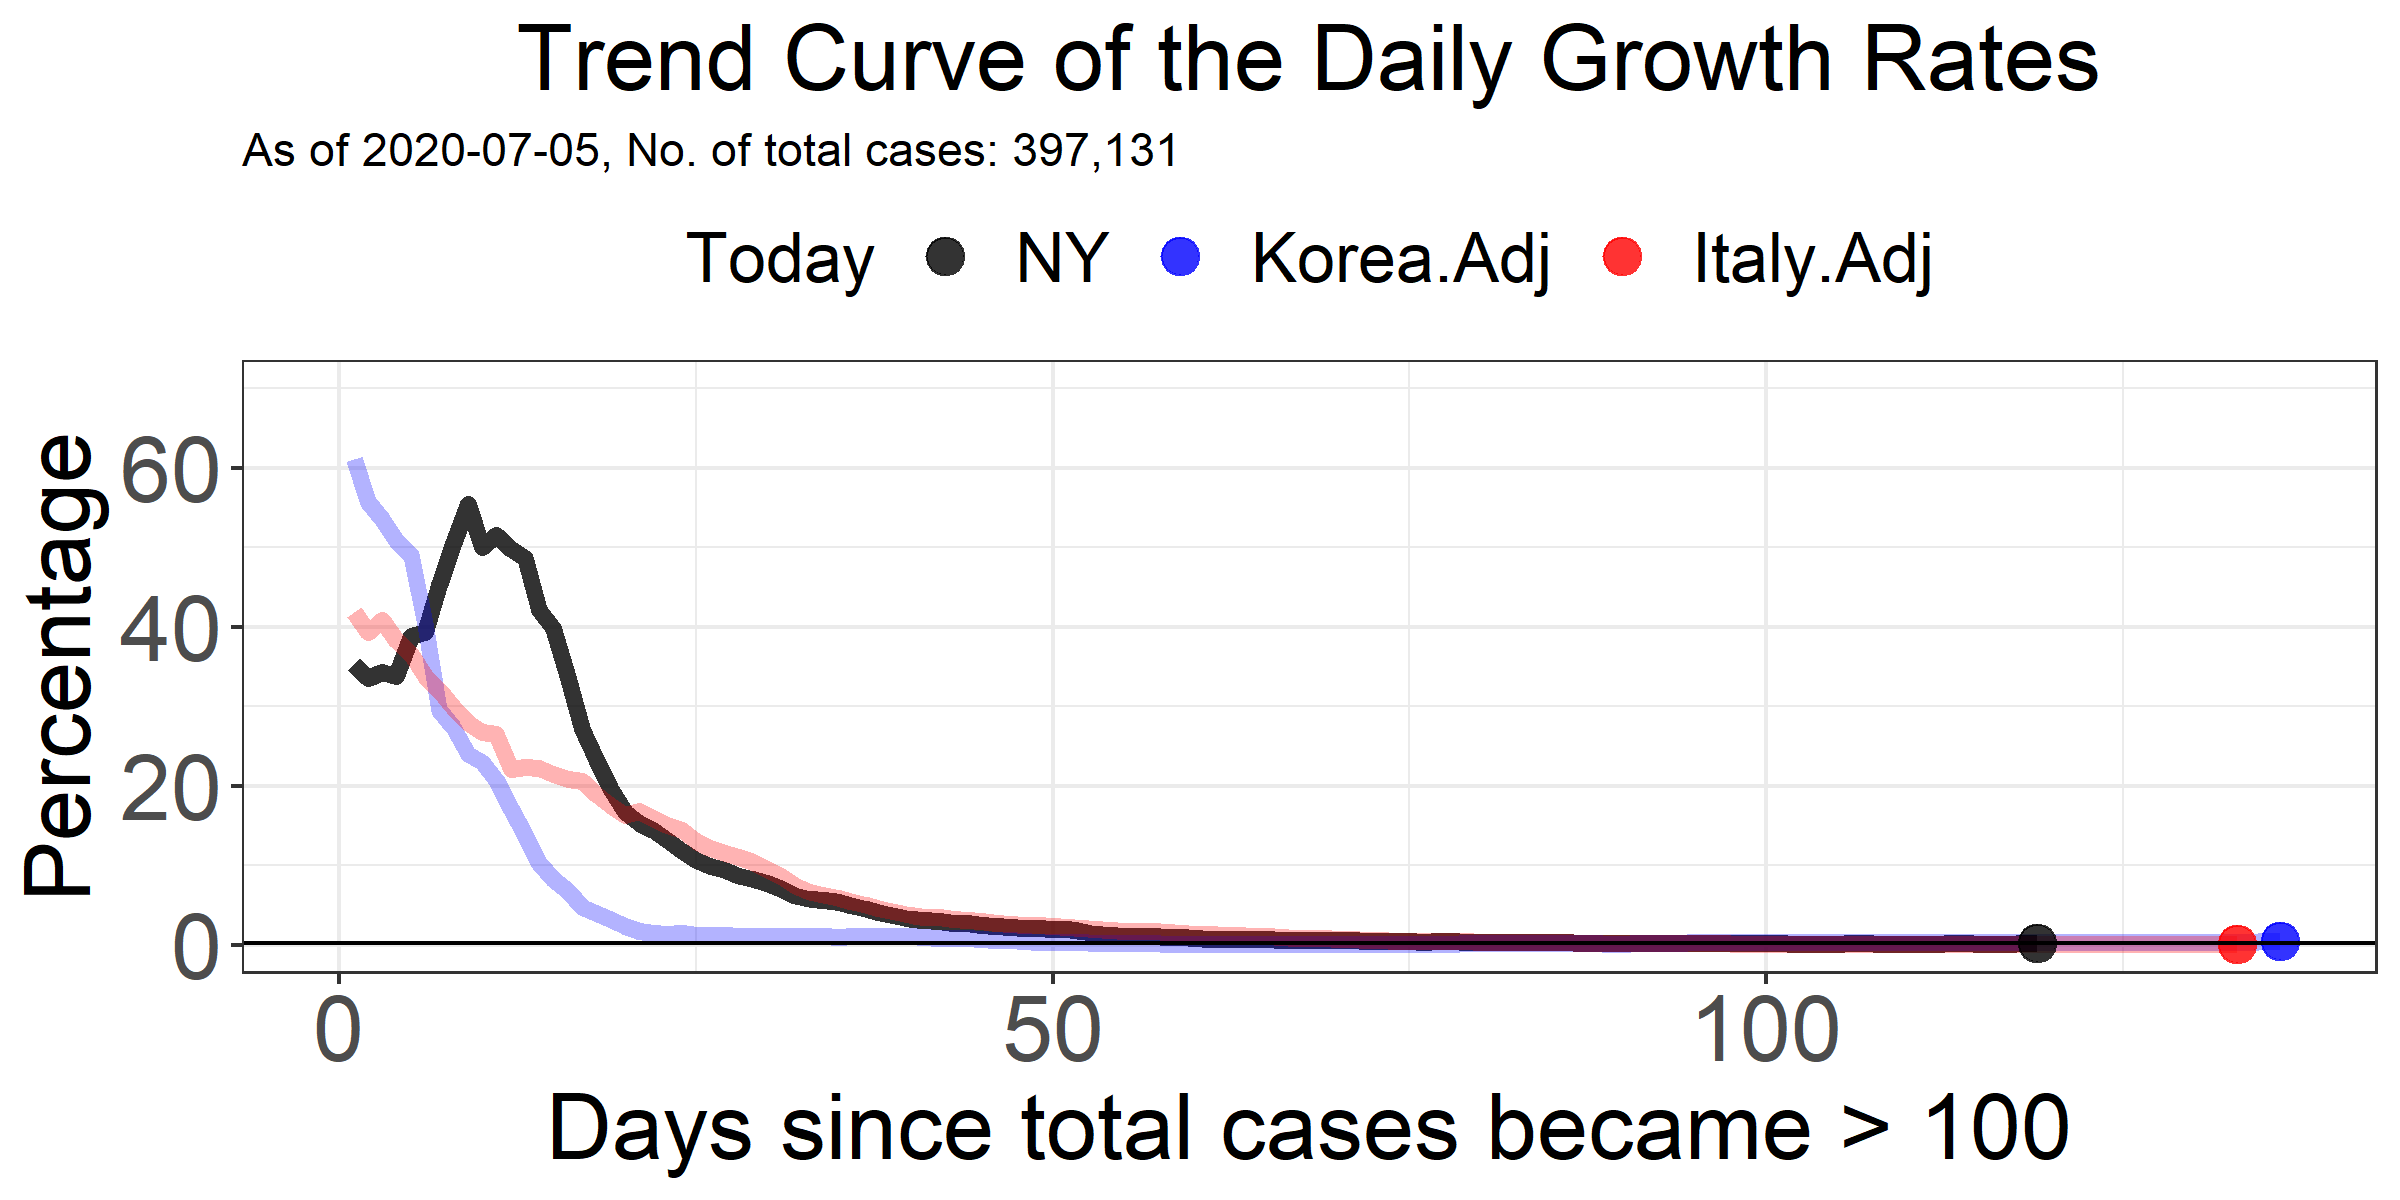 Trend Curve of the Daily Growth Rates
As of 2020-07-05, No. of total cases: 397,131
Today NY Korea.Adj Italy.Adj
Percentage
60
40
20
0
0 50 100
Days since total cases became > 100